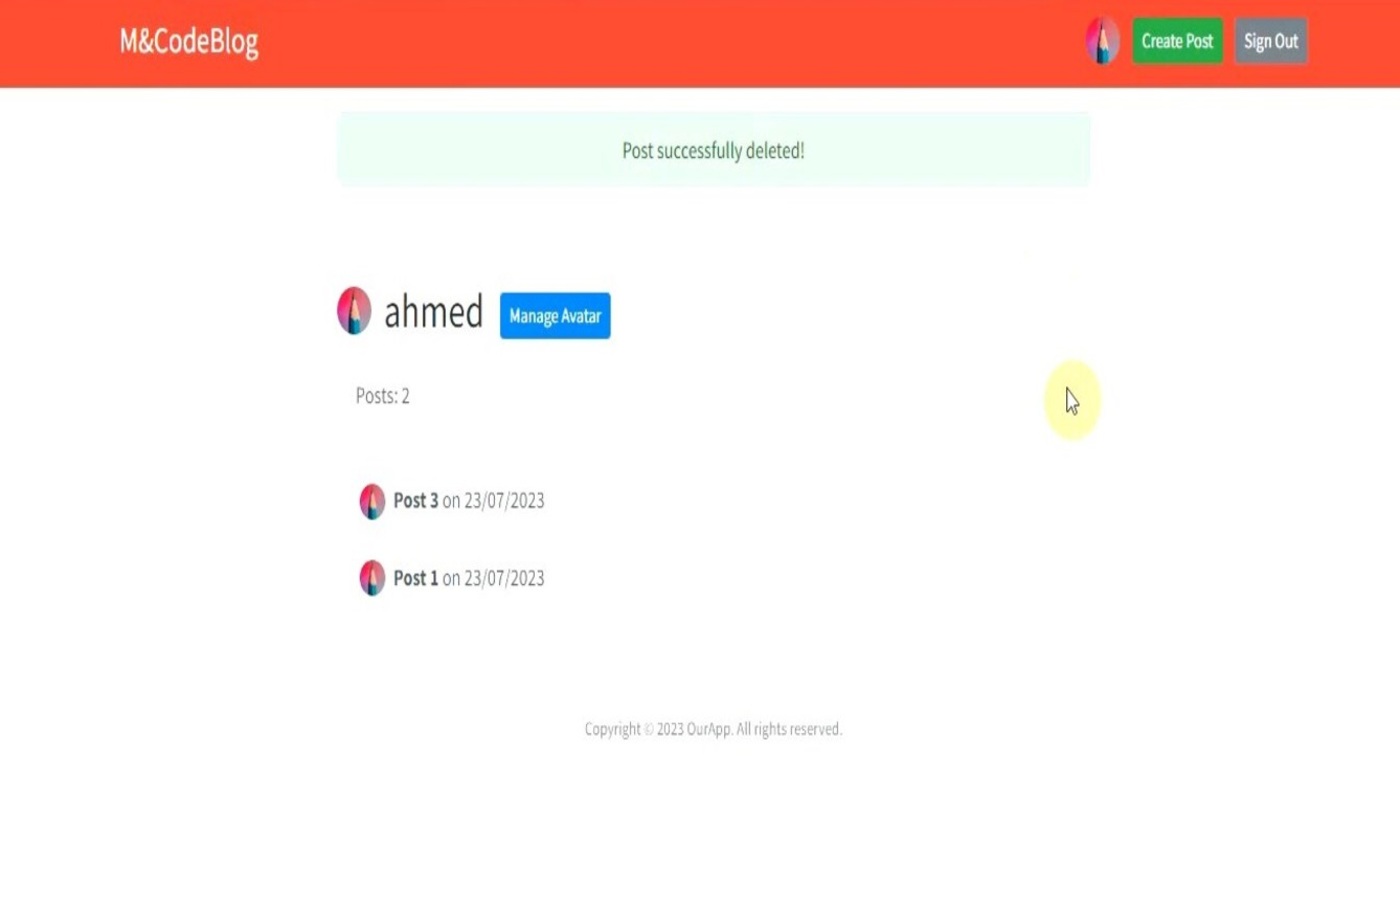 M&CodeBlog
Create Post
Sign Out
Post successfully deleted!
ahmed
Manage Avatar
Posts: 2
Post 3 on 23/07/2023
Post 1 on 23/07/2023
Copyright © 2023 OurApp. All rights reserved.